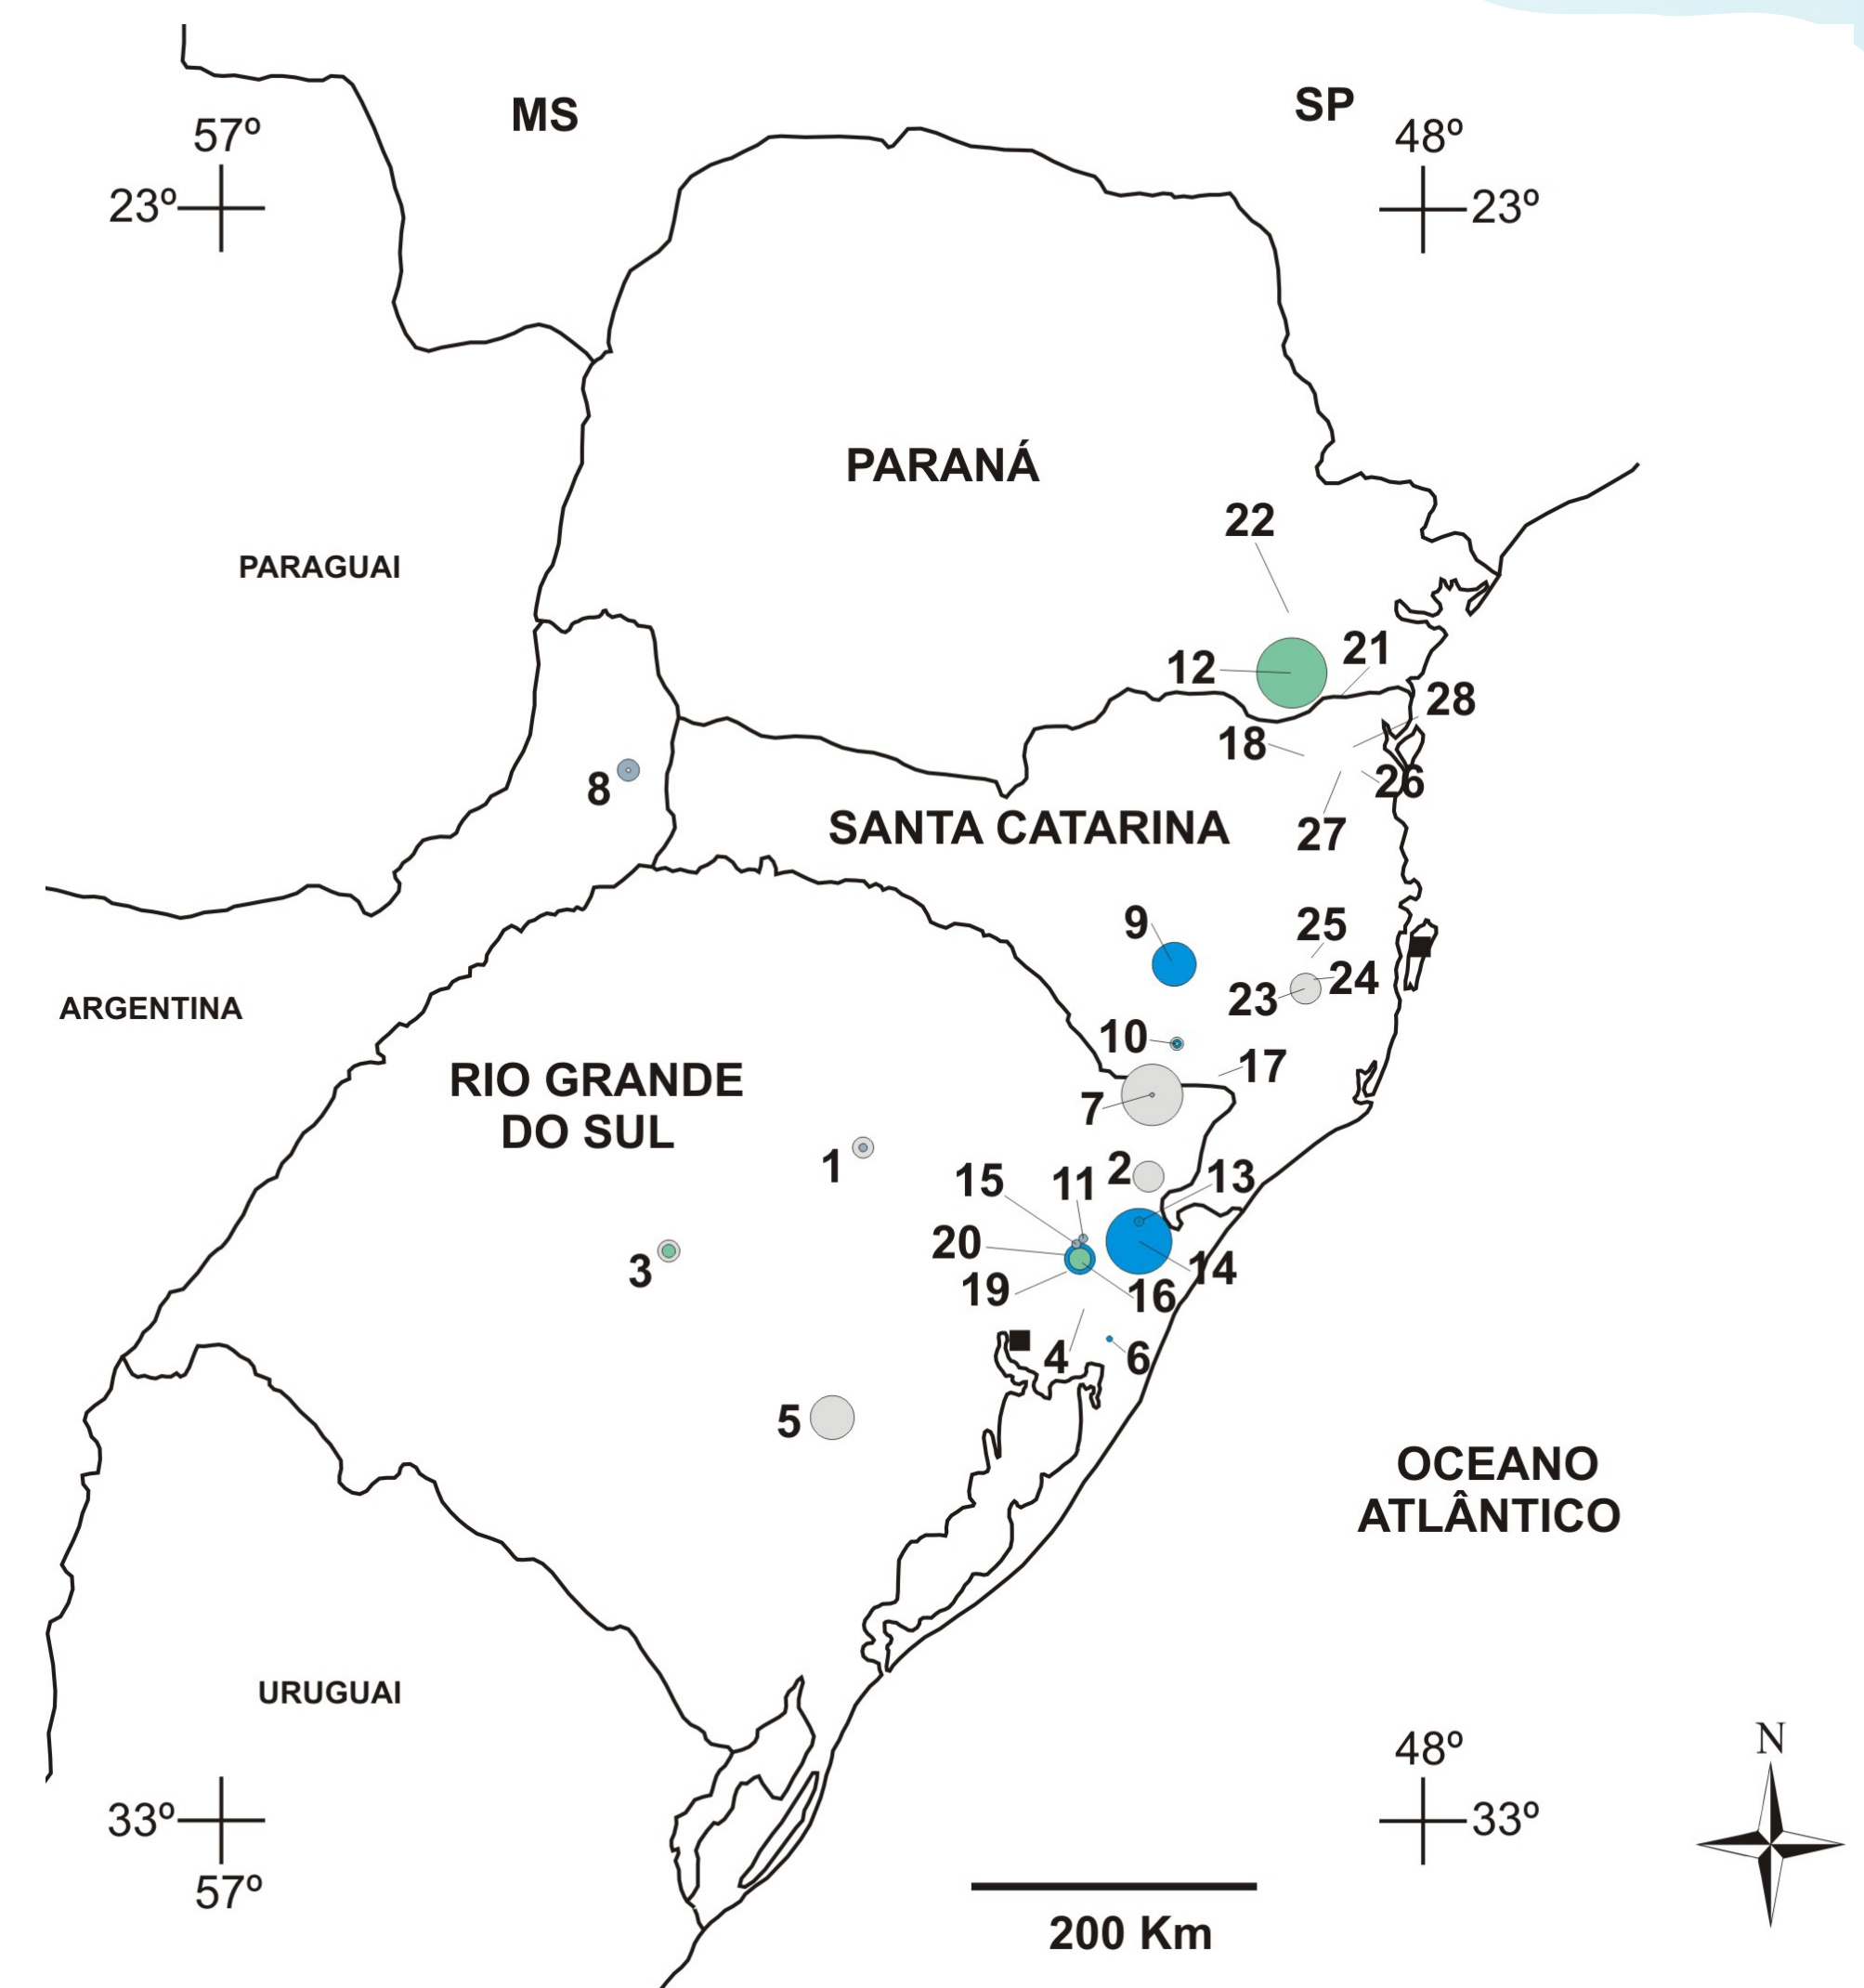 MS
SP
57º
48º
23º
23º
PARANÁ
22
PARAGUAI
12
21
28
18
26
8
27
SANTA CATARINA
9
25
24
23
ARGENTINA
10
17
RIO GRANDE
DO SUL
7
1
15
11
2
13
20
3
14
19
16
4
6
5
OCEANO
ATLÂNTICO
URUGUAI
48º
N
33º
33º
57º
200 Km